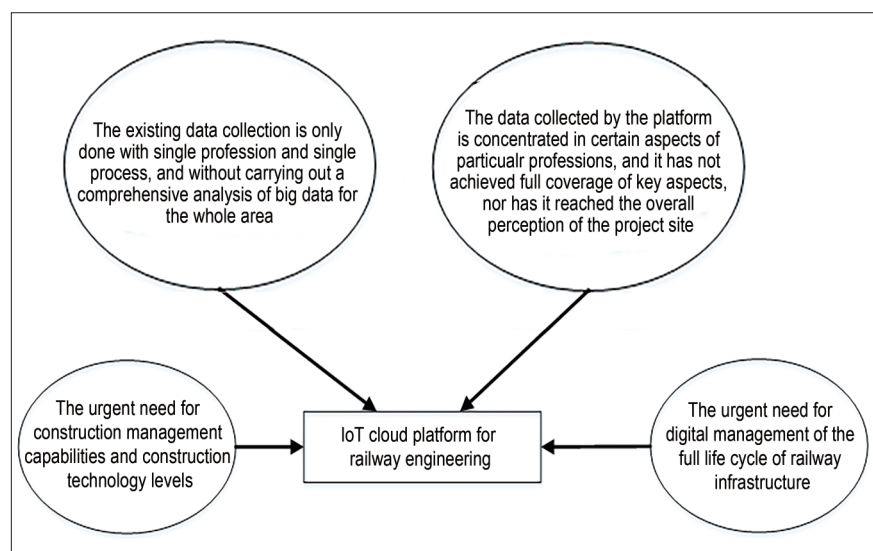 The existing data collection is only
done with single profession and single
process, and without carrying out a
comprehensive analysis of big data for
the whole area
The data collected by the platform
is concentrated in certain aspects of
particualr professions, and it has not
achieved full coverage of key aspects,
nor has it reached the overall
perception of the project site
The urgent need for
construction management
capabilities and construction
technology levels
IoT cloud platform for
railway engineering
The urgent need for
digital management of the
full life cycle of railway
infrastructure